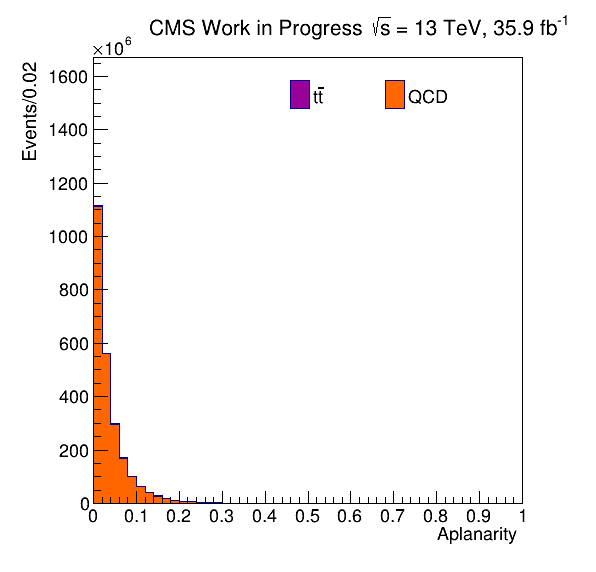 CMS Work in Progress √s = 13 TeV, 35.9 fb⁻¹
×10⁶
Events/0.02
tt̄ QCD
1600
1400
1200
1000
800
600
400
200
0
0 0.1 0.2 0.3 0.4 0.5 0.6 0.7 0.8 0.9 1
Aplanarity